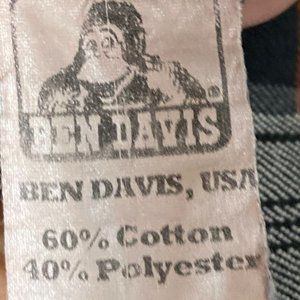 BEN DAVIS
BEN DAVIS, USA
60% Cotton
40% Polyester